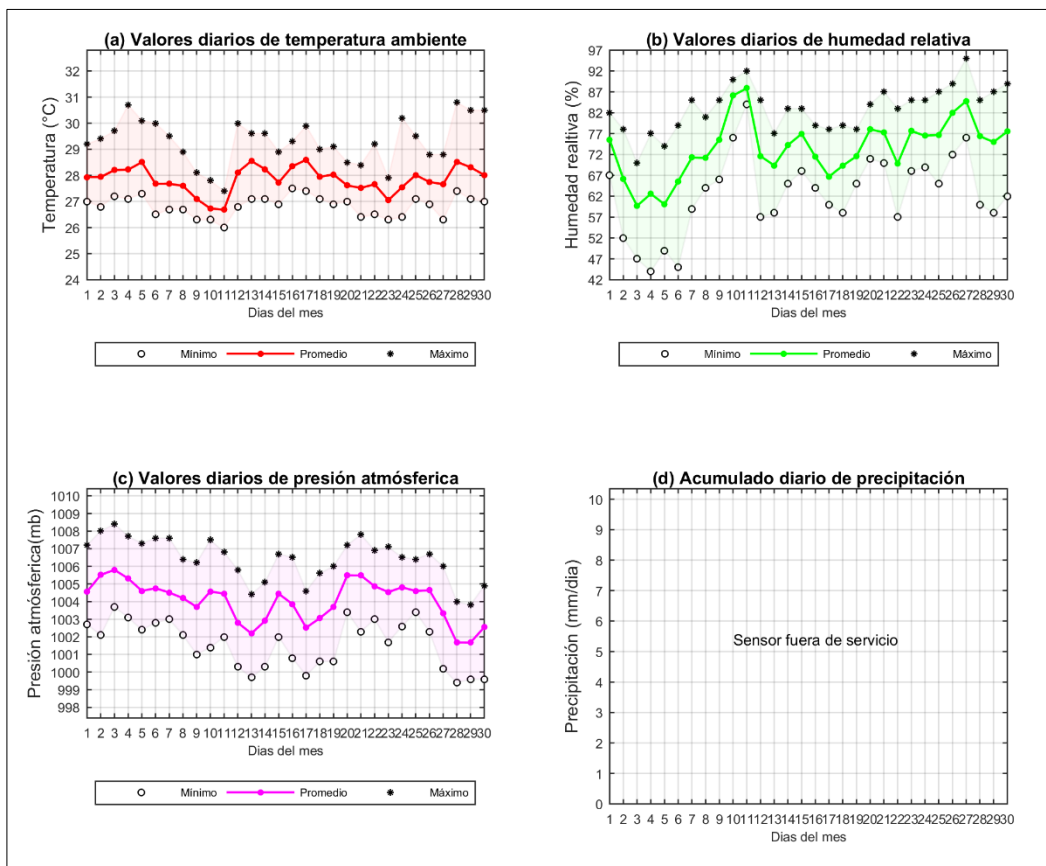 (a) Valores diarios de temperatura ambiente
Temperatura (°C)
32
31
30
29
28
27
26
25
24
1 2 3 4 5 6 7 8 9 10 11 12 13 14 15 16 17 18 19 20 21 22 23 24 25 26 27 28 29 30
Dias del mes
Mínimo Promedio Máximo
(b) Valores diarios de humedad relativa
Humedad realtiva (%)
97
92
87
82
77
72
67
62
57
52
47
42
1 2 3 4 5 6 7 8 9 10 11 12 13 14 15 16 17 18 19 20 21 22 23 24 25 26 27 28 29 30
Dias del mes
Mínimo Promedio Máximo
(c) Valores diarios de presión atmósferica
Presión atmósferica(mb)
1010
1009
1008
1007
1006
1005
1004
1003
1002
1001
1000
999
998
1 2 3 4 5 6 7 8 9 10 11 12 13 14 15 16 17 18 19 20 21 22 23 24 25 26 27 28 29 30
Dias del mes
Mínimo Promedio Máximo
(d) Acumulado diario de precipitación
Precipitación (mm/dia)
10
9
8
7
6
Sensor fuera de servicio
5
4
3
2
1
0
1 2 3 4 5 6 7 8 9 10 11 12 13 14 15 16 17 18 19 20 21 22 23 24 25 26 27 28 29 30
Dias del mes